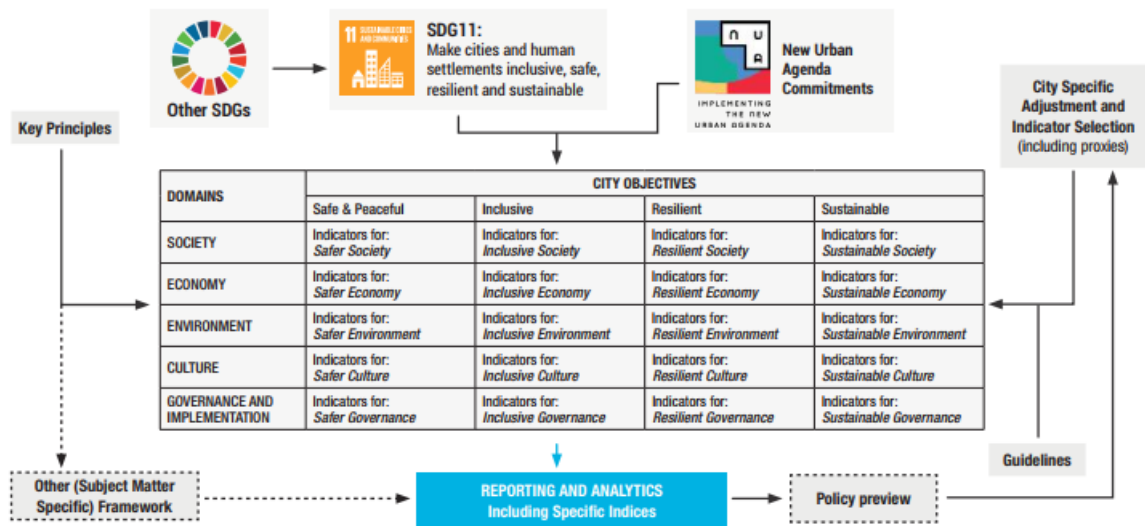 11 SUSTAINABLE CITIES
AND COMMUNITIES
SDG11:
Make cities and human
settlements inclusive, safe,
resilient and sustainable
Other SDGs
NUA
IMPLEMENTING
THE NEW
URBAN AGENDA
New Urban
Agenda
Commitments
Key Principles
City Specific
Adjustment and
Indicator Selection
(including proxies)
DOMAINS
CITY OBJECTIVES
Safe & Peaceful
Inclusive
Resilient
Sustainable
SOCIETY
Indicators for:
Safer Society
Indicators for:
Inclusive Society
Indicators for:
Resilient Society
Indicators for:
Sustainable Society
ECONOMY
Indicators for:
Safer Economy
Indicators for:
Inclusive Economy
Indicators for:
Resilient Economy
Indicators for:
Sustainable Economy
ENVIRONMENT
Indicators for:
Safer Environment
Indicators for:
Inclusive Environment
Indicators for:
Resilient Environment
Indicators for:
Sustainable Environment
CULTURE
Indicators for:
Safer Culture
Indicators for:
Inclusive Culture
Indicators for:
Resilient Culture
Indicators for:
Sustainable Culture
GOVERNANCE AND
IMPLEMENTATION
Indicators for:
Safer Governance
Indicators for:
Inclusive Governance
Indicators for:
Resilient Governance
Indicators for:
Sustainable Governance
Guidelines
Other (Subject Matter
Specific) Framework
REPORTING AND ANALYTICS
Including Specific Indices
Policy preview